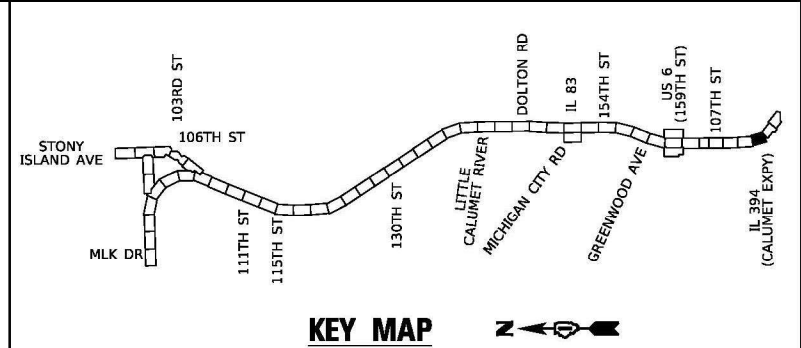 103RD ST
106TH ST
STONY
ISLAND AVE
MLK DR
111TH ST
115TH ST
130TH ST
LITTLE
CALUMET RIVER
DOLTON RD
MICHIGAN CITY RD
IL 83
154TH ST
GREENWOOD AVE
US 6
(159TH ST)
107TH ST
IL 394
(CALUMET EXPY)
KEY MAP
N